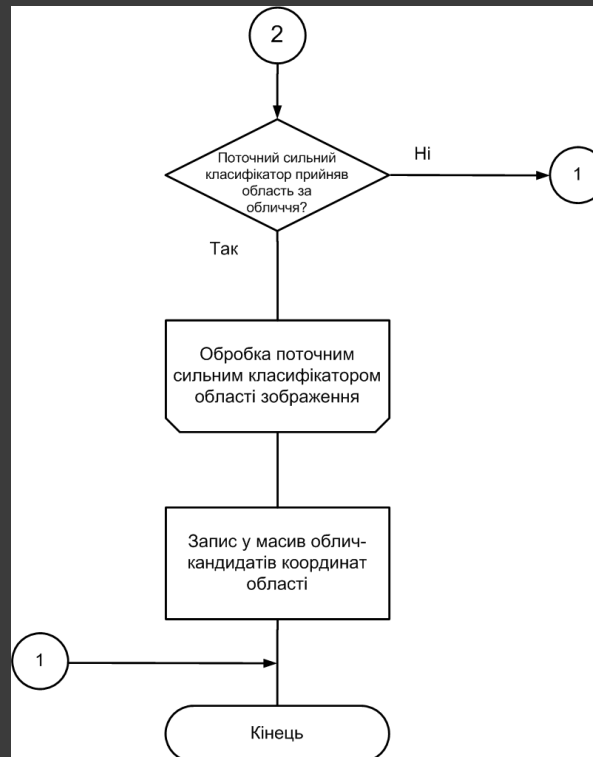 2
Поточний сильний
класифікатор прийняв
область за
обличчя?
Ні
1
Так
Обробка поточним
сильним класифікатором
області зображення
Запис у масив облич-
кандидатів координат
області
1
Кінець